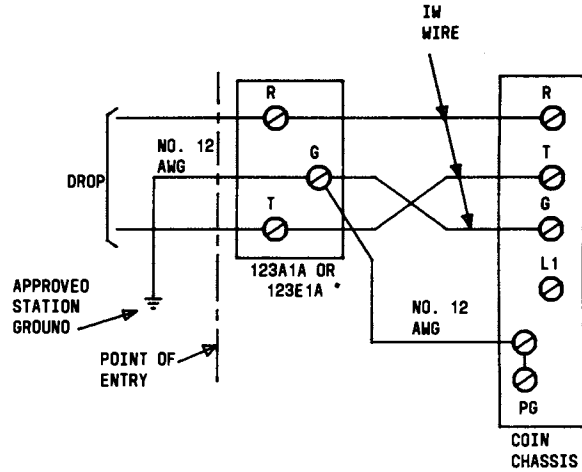 IW
WIRE
R
R
NO. 12
AWG
G
T
DROP
T
G
123A1A OR
123E1A *
L1
APPROVED
STATION
GROUND
NO. 12
AWG
POINT OF
ENTRY
PG
COIN
CHASSIS